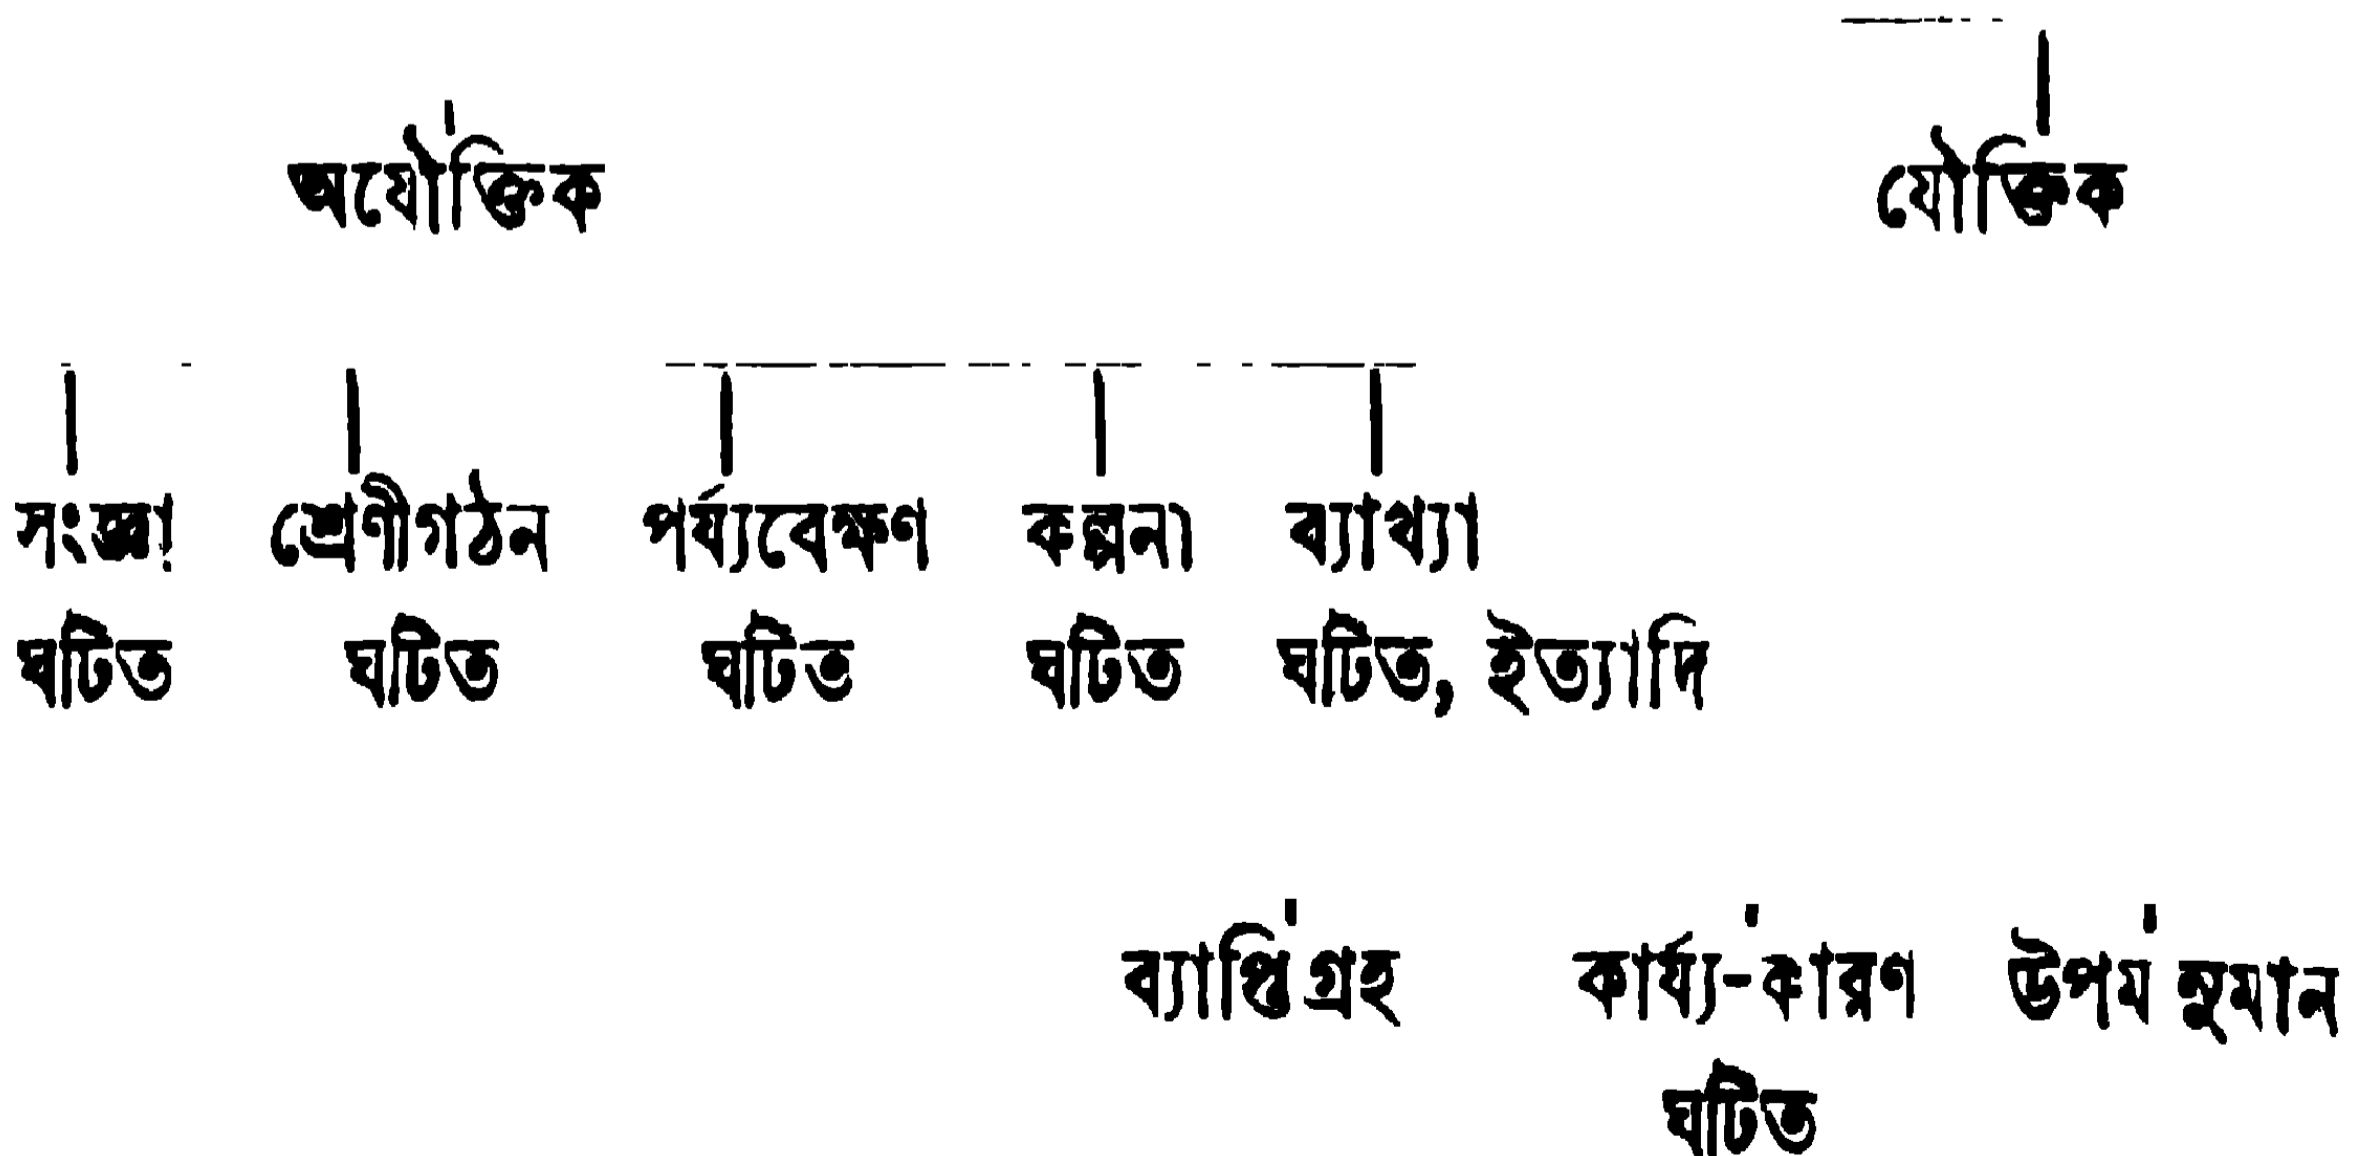 অযৌক্তিক যৌক্তিক
সংজ্ঞা শ্রেণীগঠন পর্য্যবেক্ষণ কল্পনা ব্যাখ্যা
ঘটিত ঘটিত ঘটিত ঘটিত ঘটিত, ইত্যাদি
ব্যাপ্তিগ্রহ কার্য্য-কারণ উপমানুমান
ঘটিত